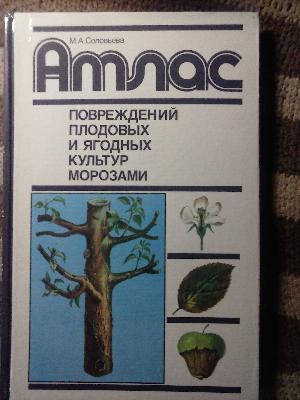 М.А.Соловьева
Атлас
ПОВРЕЖДЕНИЙ
ПЛОДОВЫХ
И ЯГОДНЫХ
КУЛЬТУР
МОРОЗАМИ